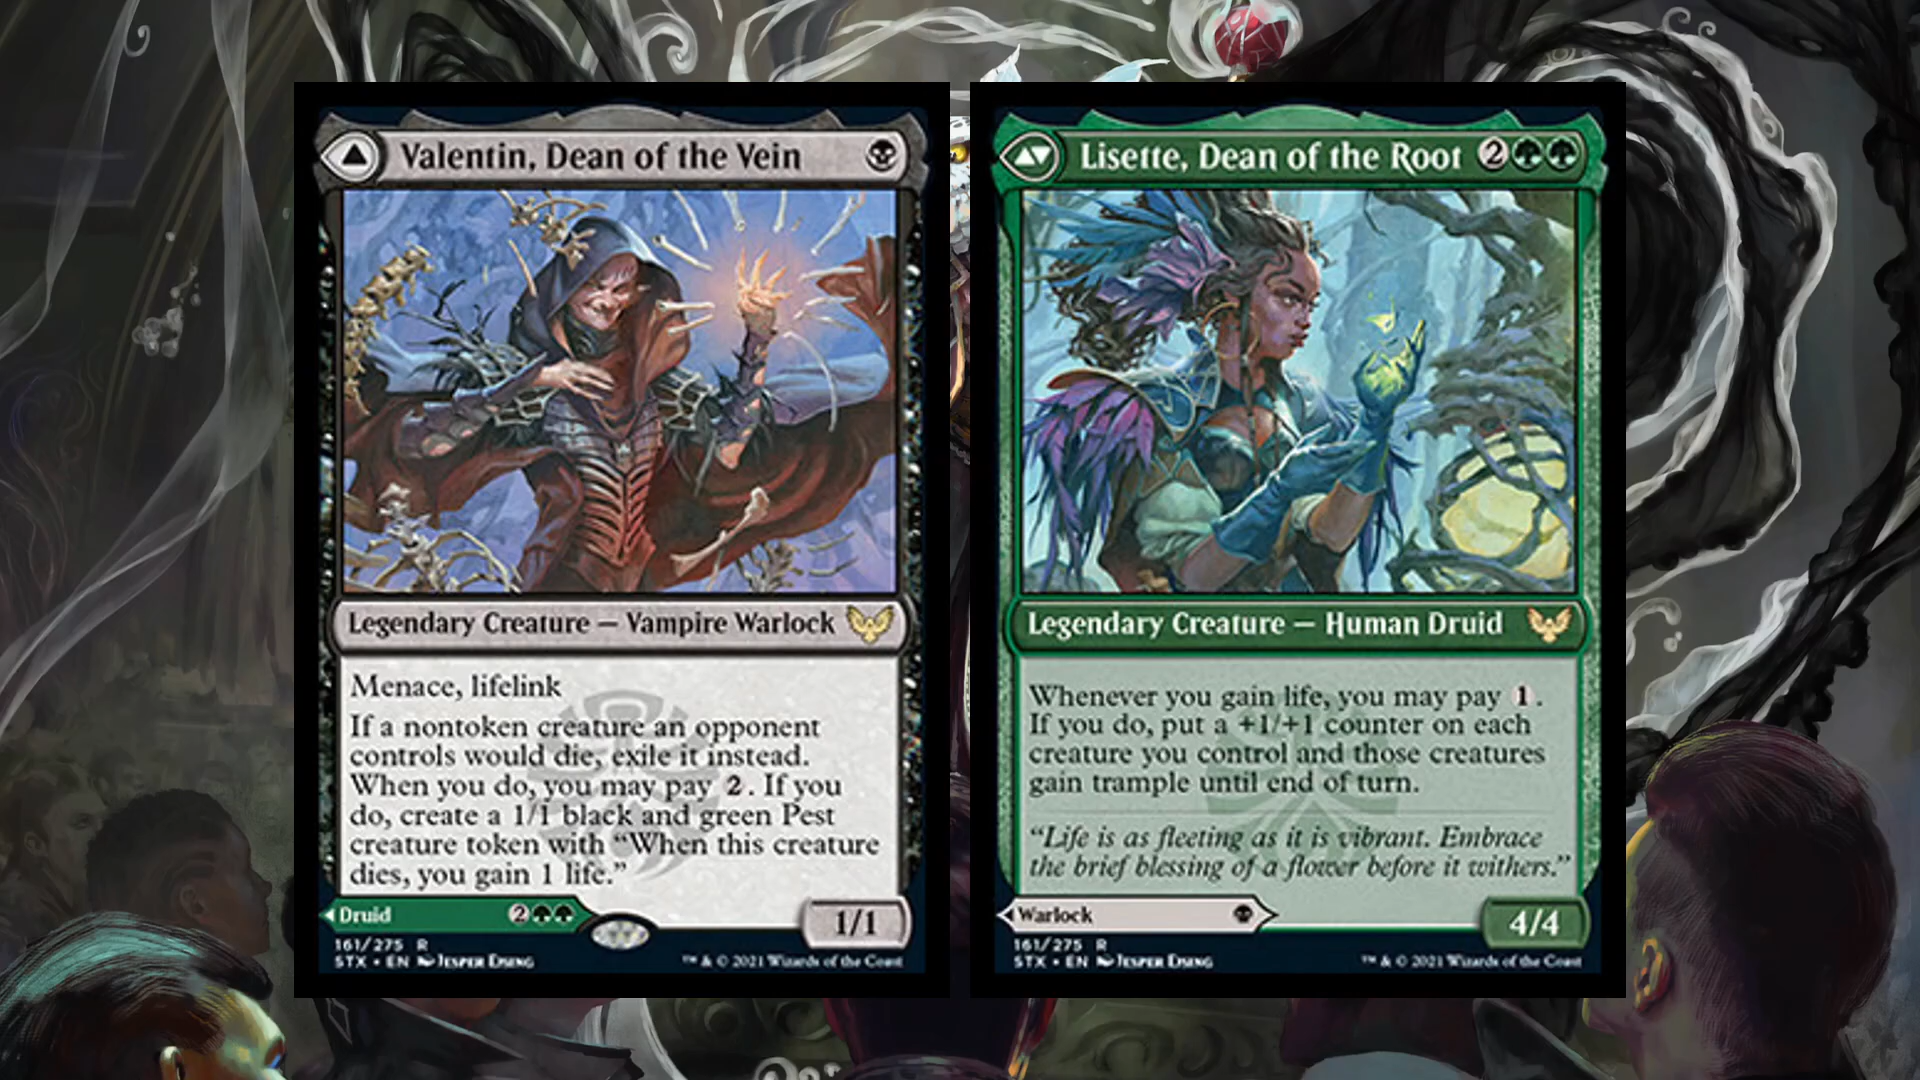 Valentin, Dean of the Vein
Legendary Creature — Vampire Warlock
Menace, lifelink
If a nontoken creature an opponent
controls would die, exile it instead.
When you do, you may pay 2. If you
do, create a 1/1 black and green Pest
creature token with “When this creature
dies, you gain 1 life.”
Druid 2
1/1
161/275 R
STX • EN Jesper Ejsing
™ & © 2021 Wizards of the Coast
Lisette, Dean of the Root 2
Legendary Creature — Human Druid
Whenever you gain life, you may pay 1.
If you do, put a +1/+1 counter on each
creature you control and those creatures
gain trample until end of turn.
“Life is as fleeting as it is vibrant. Embrace
the brief blessing of a flower before it withers.”
Warlock
4/4
161/275 R
STX • EN Jesper Ejsing
™ & © 2021 Wizards of the Coast